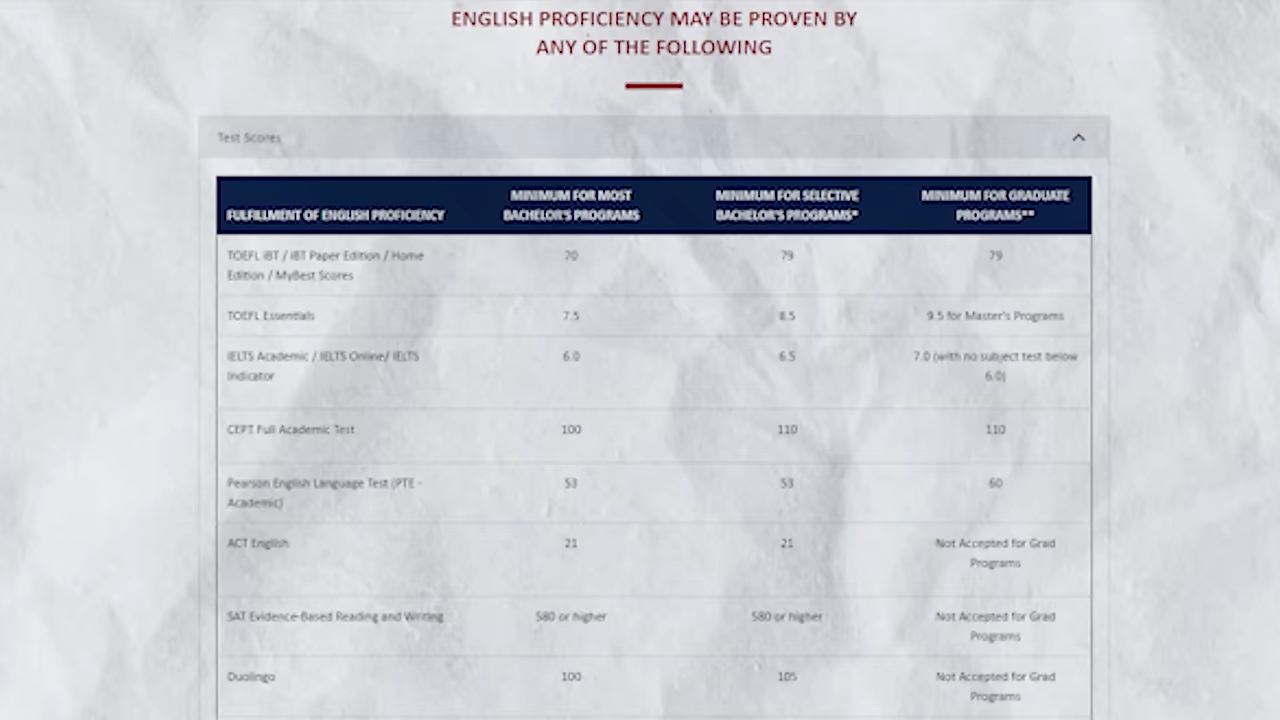 ENGLISH PROFICIENCY MAY BE PROVEN BY
ANY OF THE FOLLOWING
Test Scores
FULFILLMENT OF ENGLISH PROFICIENCY
MINIMUM FOR MOST
BACHELOR'S PROGRAMS
MINIMUM FOR SELECTIVE
BACHELOR'S PROGRAMS*
MINIMUM FOR GRADUATE
PROGRAMS**
TOEFL iBT / iBT Paper Edition / Home
Edition / MyBest Scores
70
79
79
TOEFL Essentials
7.5
8.5
9.5 for Master's Programs
IELTS Academic / IELTS Online/ IELTS
Indicator
6.0
6.5
7.0 (with no subject test below
6.0)
CEPT Full Academic Test
100
110
110
Pearson English Language Test (PTE -
Academic)
53
53
60
ACT English
21
21
Not Accepted for Grad
Programs
SAT Evidence-Based Reading and Writing
580 or higher
580 or higher
Not Accepted for Grad
Programs
Duolingo
100
105
Not Accepted for Grad
Programs